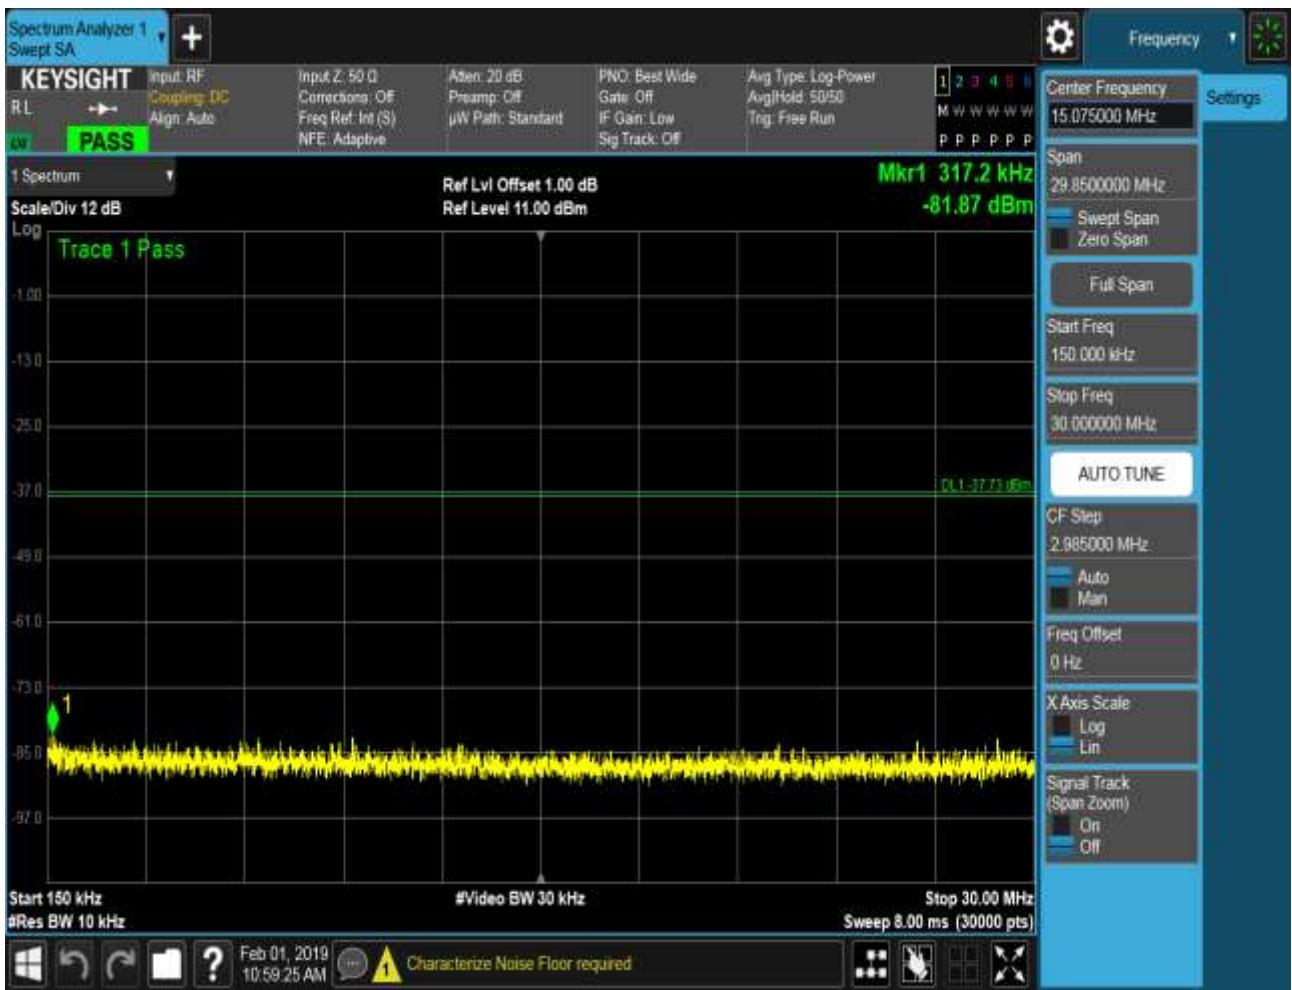 Spectrum Analyzer 1
Swept SA
+
Frequency
KEYSIGHT
R L
PASS
Input: RF
Coupling: DC
Align: Auto
Input Z: 50 Ω
Corrections: Off
Freq Ref: Int (S)
NFE: Adaptive
Atten: 20 dB
Preamp: Off
µW Path: Standard
PNO: Best Wide
Gate: Off
IF Gain: Low
Sig Track: Off
Avg Type: Log-Power
Avg|Hold: 50/50
Trig: Free Run
1 2 3 4 5 6
M W W W W W
P P P P P P
1 Spectrum
Scale/Div 12 dB
Log
Ref Lvl Offset 1.00 dB
Ref Level 11.00 dBm
Mkr1 317.2 kHz
-81.87 dBm
Trace 1 Pass
-1.00
-13.0
-25.0
-37.0
DL1 -37.73 dBm
-49.0
-61.0
-73.0
1
-85.0
-97.0
Start 150 kHz
#Res BW 10 kHz
#Video BW 30 kHz
Stop 30.00 MHz
Sweep 8.00 ms (30000 pts)
Center Frequency
15.075000 MHz
Settings
Span
29.8500000 MHz
Swept Span
Zero Span
Full Span
Start Freq
150.000 kHz
Stop Freq
30.000000 MHz
AUTO TUNE
CF Step
2.985000 MHz
Auto
Man
Freq Offset
0 Hz
X Axis Scale
Log
Lin
Signal Track
(Span Zoom)
On
Off
?
Feb 01, 2019
10:59:25 AM
1
Characterize Noise Floor required